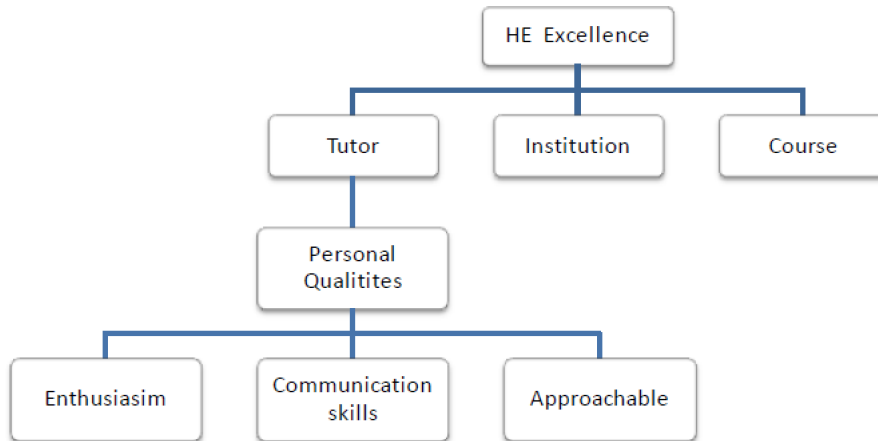 HE Excellence
Tutor
Institution
Course
Personal
Qualitites
Enthusiasim
Communication
skills
Approachable